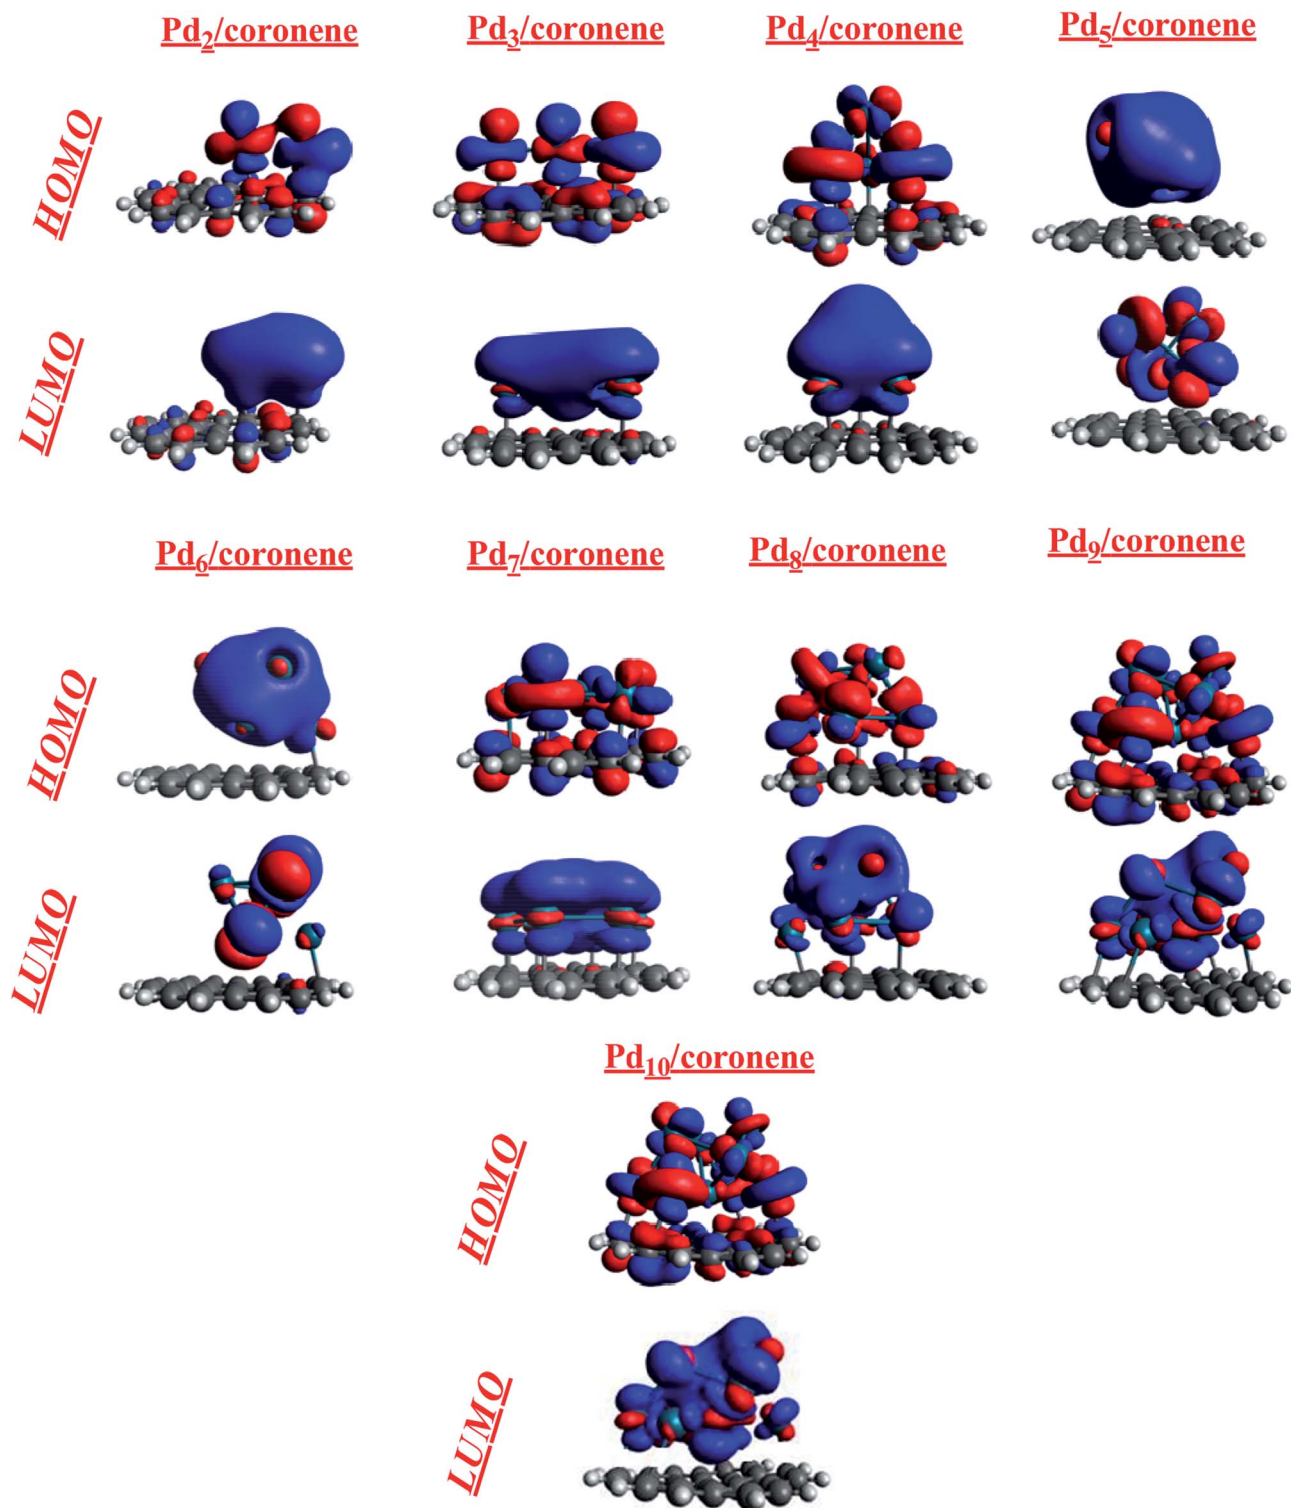 Pd2/coronene Pd3/coronene Pd4/coronene Pd5/coronene
HOMO
LUMO
Pd6/coronene Pd7/coronene Pd8/coronene Pd9/coronene
HOMO
LUMO
Pd10/coronene
HOMO
LUMO